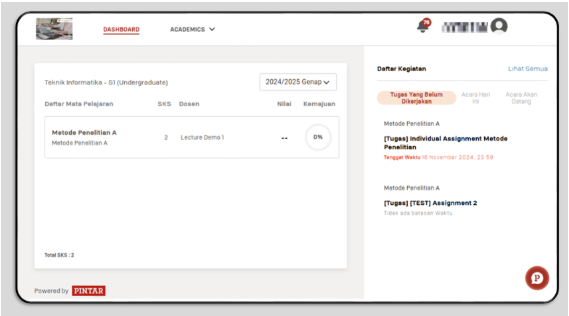 DASHBOARD ACADEMICS
Teknik Informatika - S1 (Undergraduate) 2024/2025 Genap
Daftar Mata Pelajaran SKS Dosen Nilai Kemajuan
Metode Penelitian A
Metode Penelitian A
2 Lecture Demo 1 -- 0%
Total SKS : 2
Powered by PINTAR
Daftar Kegiatan Lihat Semua
Tugas Yang Belum Dikerjakan
Acara Hari Ini
Acara Akan Datang
Metode Penelitian A
[Tugas] Individual Assignment Metode
Penelitian
Tenggat Waktu 16 November 2024, 23:59
Metode Penelitian A
[Tugas] [TEST] Assignment 2
Tidak ada batasan Waktu
P